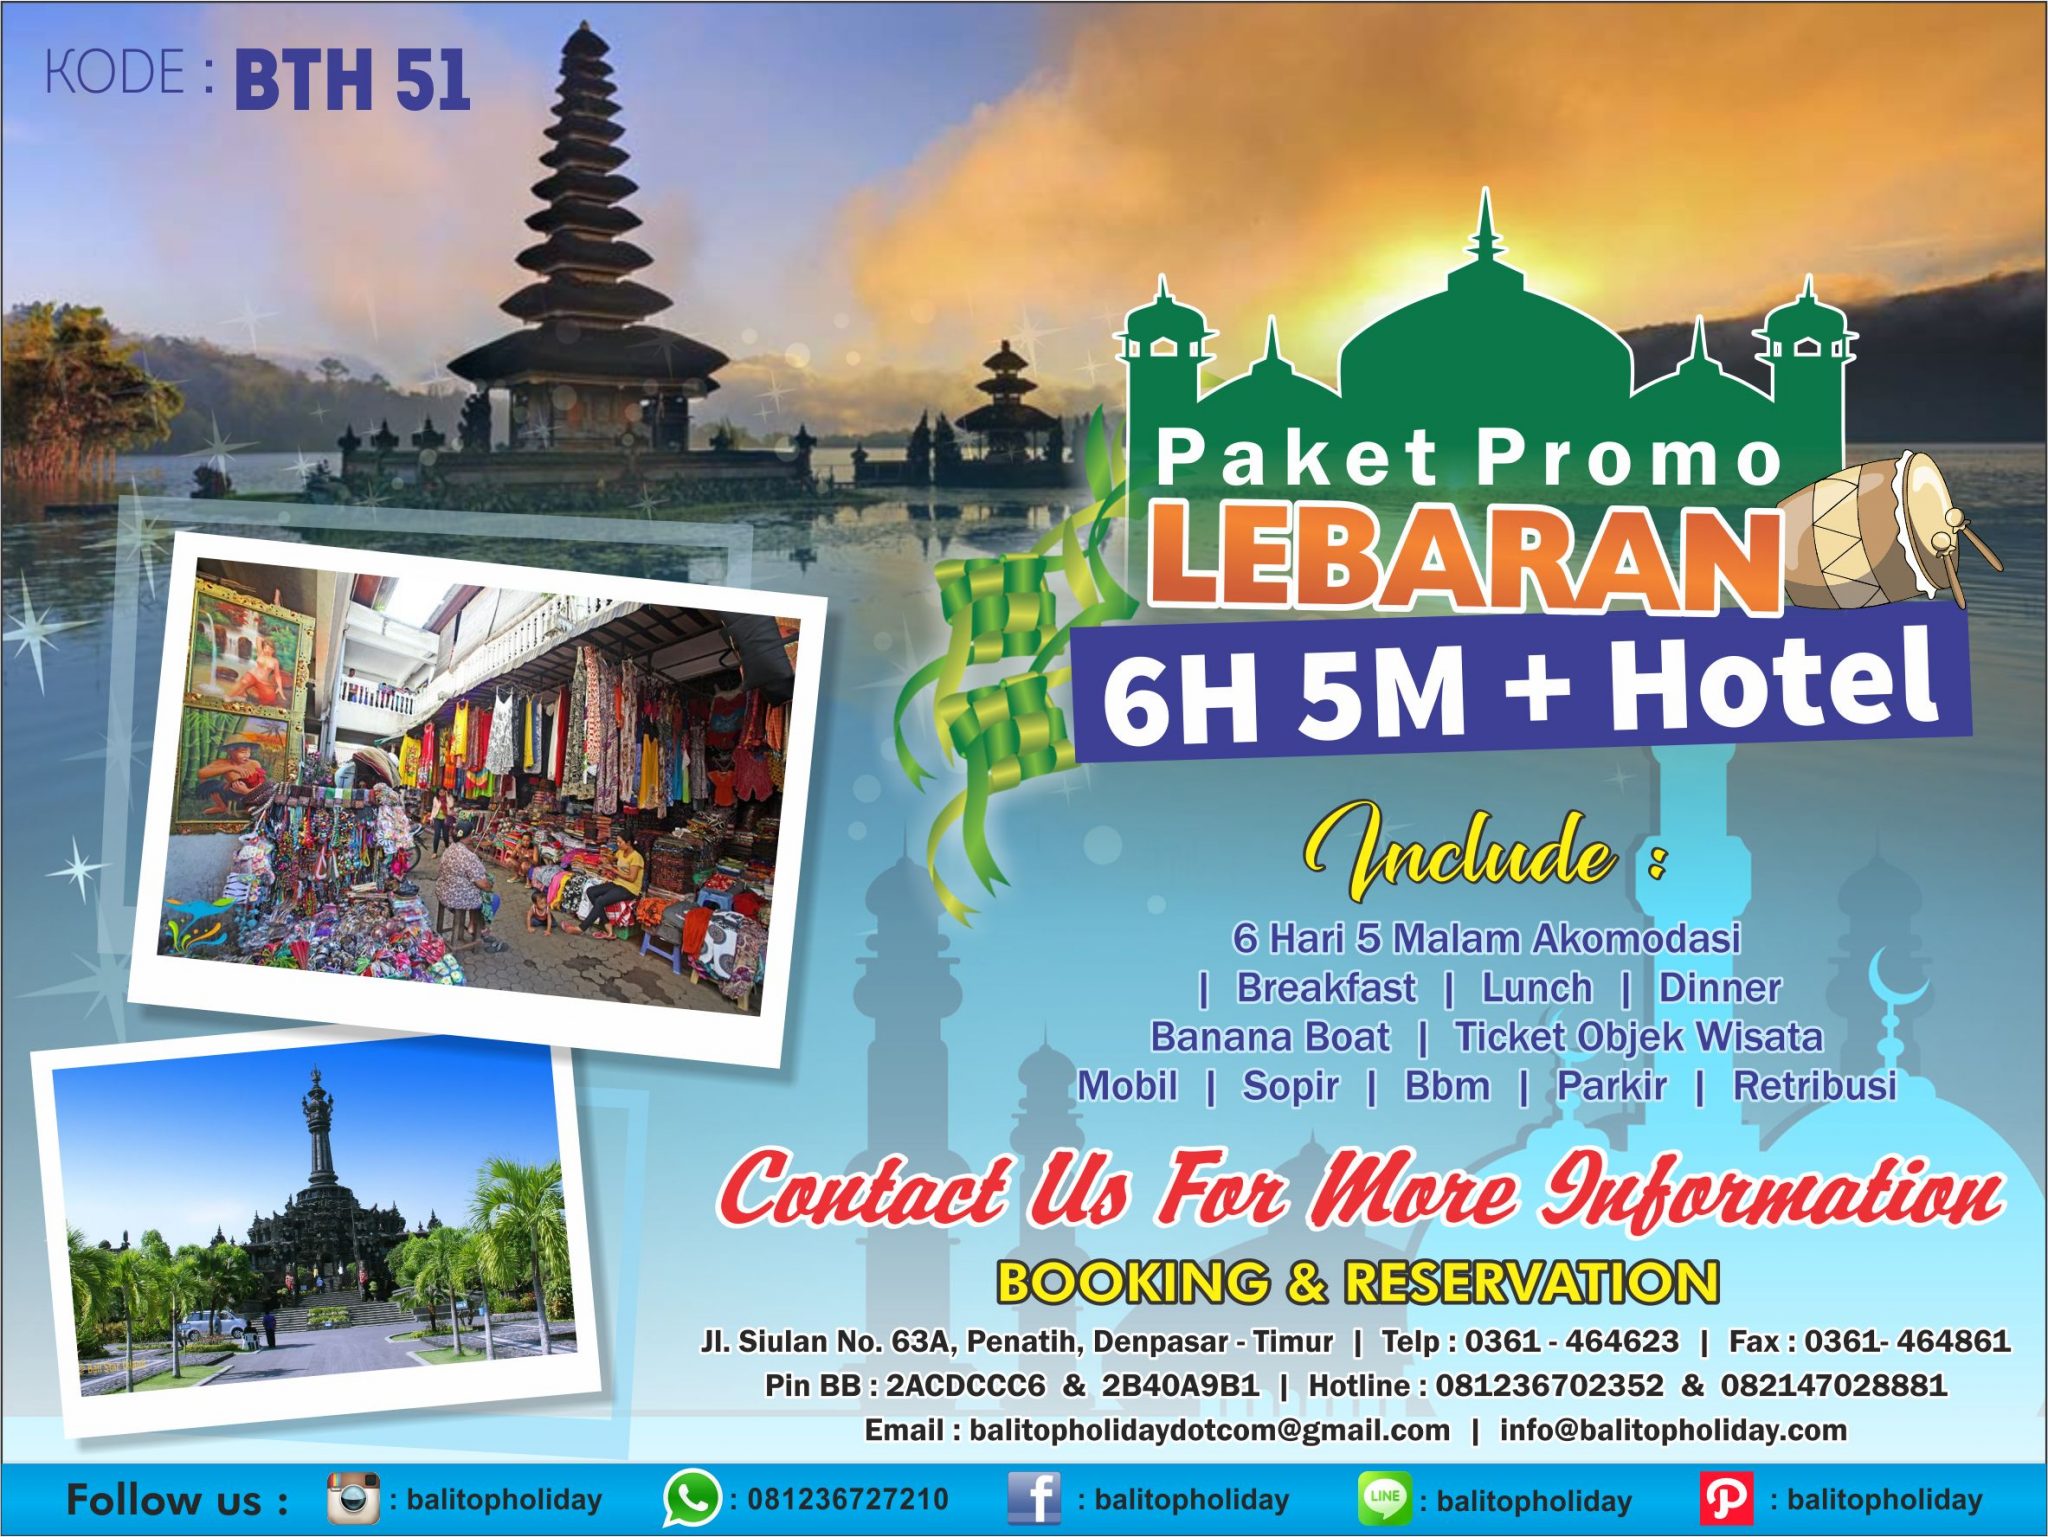 KODE : BTH 51
Paket Promo
LEBARAN
6H 5M + Hotel
Include :
6 Hari 5 Malam Akomodasi
| Breakfast | Lunch | Dinner
Banana Boat | Ticket Objek Wisata
Mobil | Sopir | Bbm | Parkir | Retribusi
Contact Us For More Information
BOOKING & RESERVATION
Jl. Siulan No. 63A, Penatih, Denpasar - Timur | Telp : 0361 - 464623 | Fax : 0361- 464861
Pin BB : 2ACDCCC6 & 2B40A9B1 | Hotline : 081236702352 & 082147028881
Email : balitopholidaydotcom@gmail.com | info@balitopholiday.com
Follow us : : balitopholiday : 081236727210 : balitopholiday LINE : balitopholiday : balitopholiday